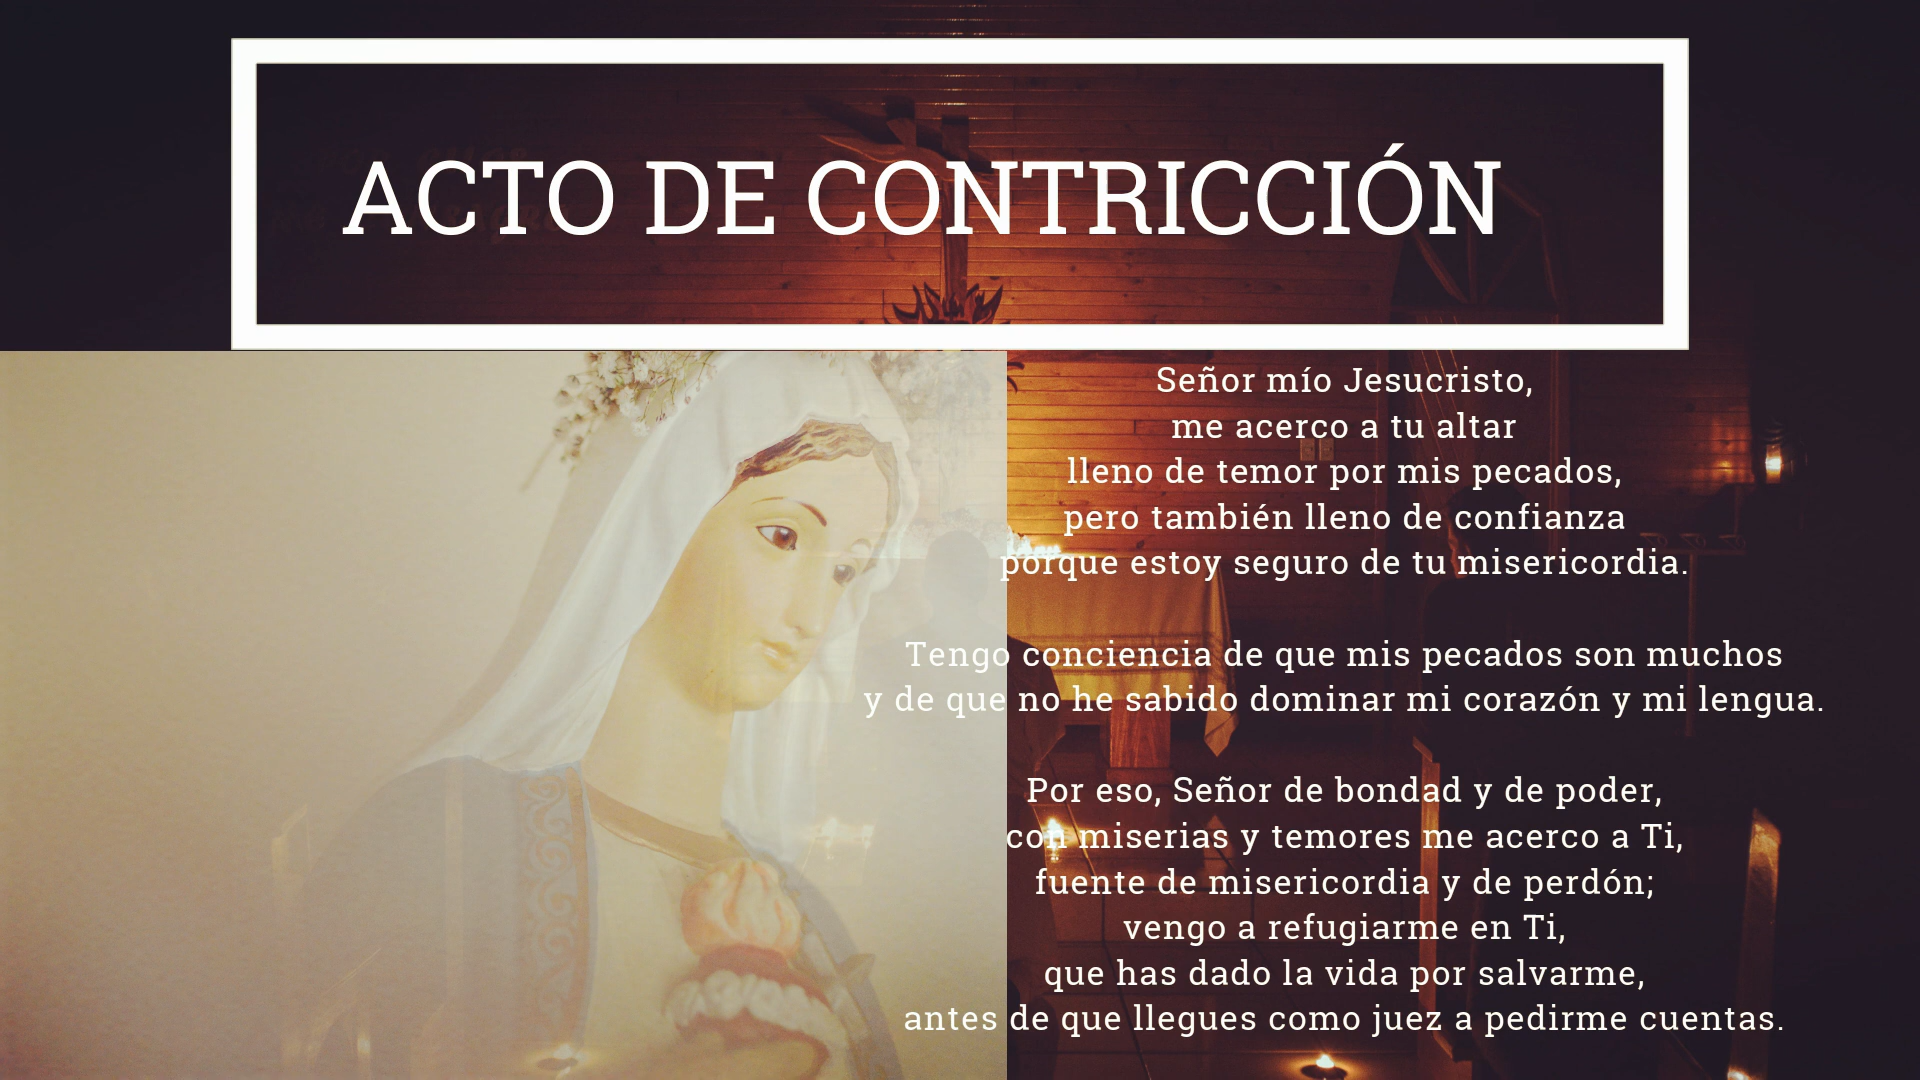 ACTO DE CONTRICCIÓN
Señor mío Jesucristo,
me acerco a tu altar
lleno de temor por mis pecados,
pero también lleno de confianza
porque estoy seguro de tu misericordia.
Tengo conciencia de que mis pecados son muchos
y de que no he sabido dominar mi corazón y mi lengua.
Por eso, Señor de bondad y de poder,
con miserias y temores me acerco a Ti,
fuente de misericordia y de perdón;
vengo a refugiarme en Ti,
que has dado la vida por salvarme,
antes de que llegues como juez a pedirme cuentas.